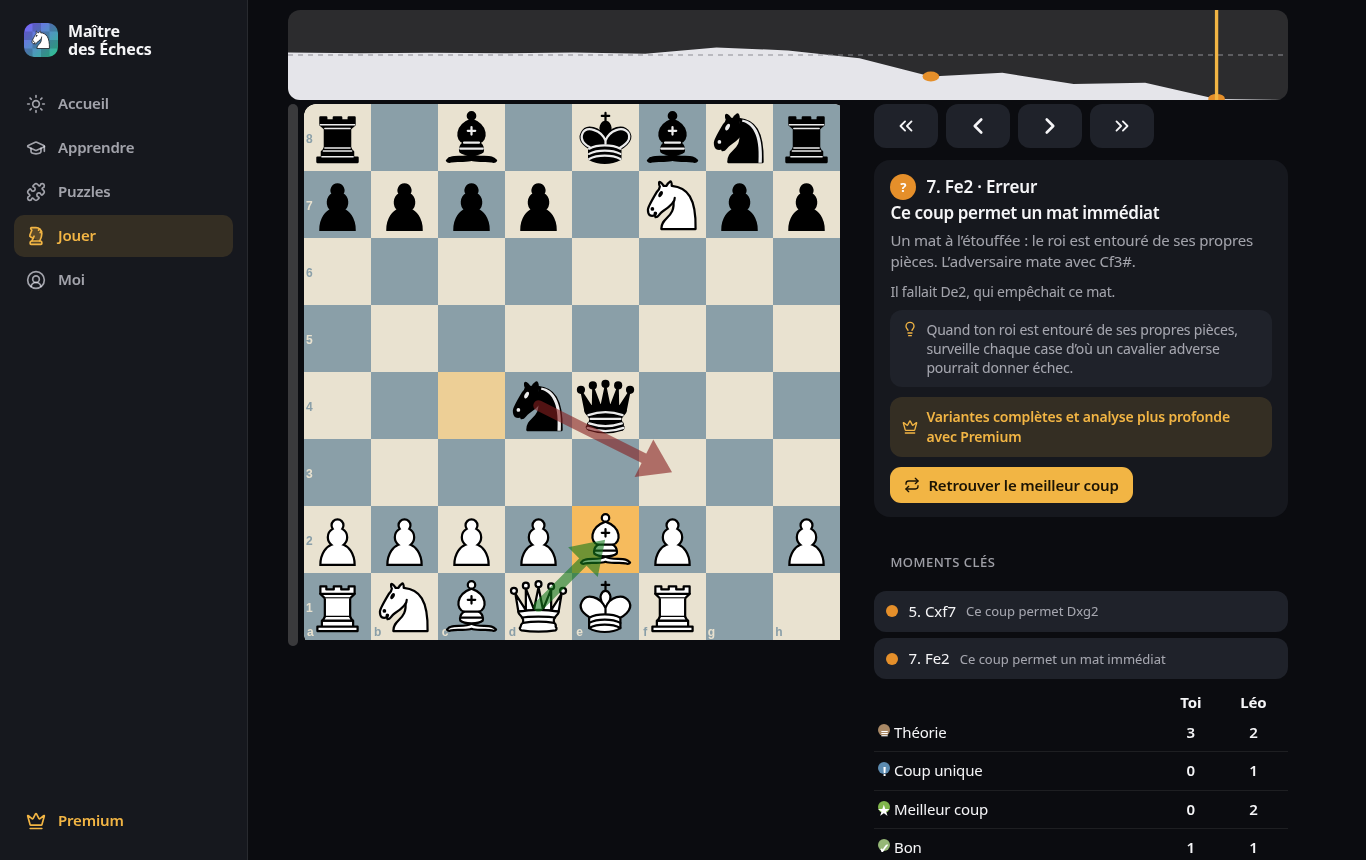 Maître
des Échecs
Accueil
Apprendre
Puzzles
Jouer
Moi
Premium
8
7
6
5
4
3
2
1
a
b
c
d
e
f
g
h
? 7. Fe2 · Erreur
Ce coup permet un mat immédiat
Un mat à l’étouffée : le roi est entouré de ses propres
pièces. L’adversaire mate avec Cf3#.
Il fallait De2, qui empêchait ce mat.
Quand ton roi est entouré de ses propres pièces,
surveille chaque case d’où un cavalier adverse
pourrait donner échec.
Variantes complètes et analyse plus profonde
avec Premium
Retrouver le meilleur coup
MOMENTS CLÉS
5. Cxf7 Ce coup permet Dxg2
7. Fe2 Ce coup permet un mat immédiat
Toi Léo
Théorie 3 2
! Coup unique 0 1
Meilleur coup 0 2
Bon 1 1